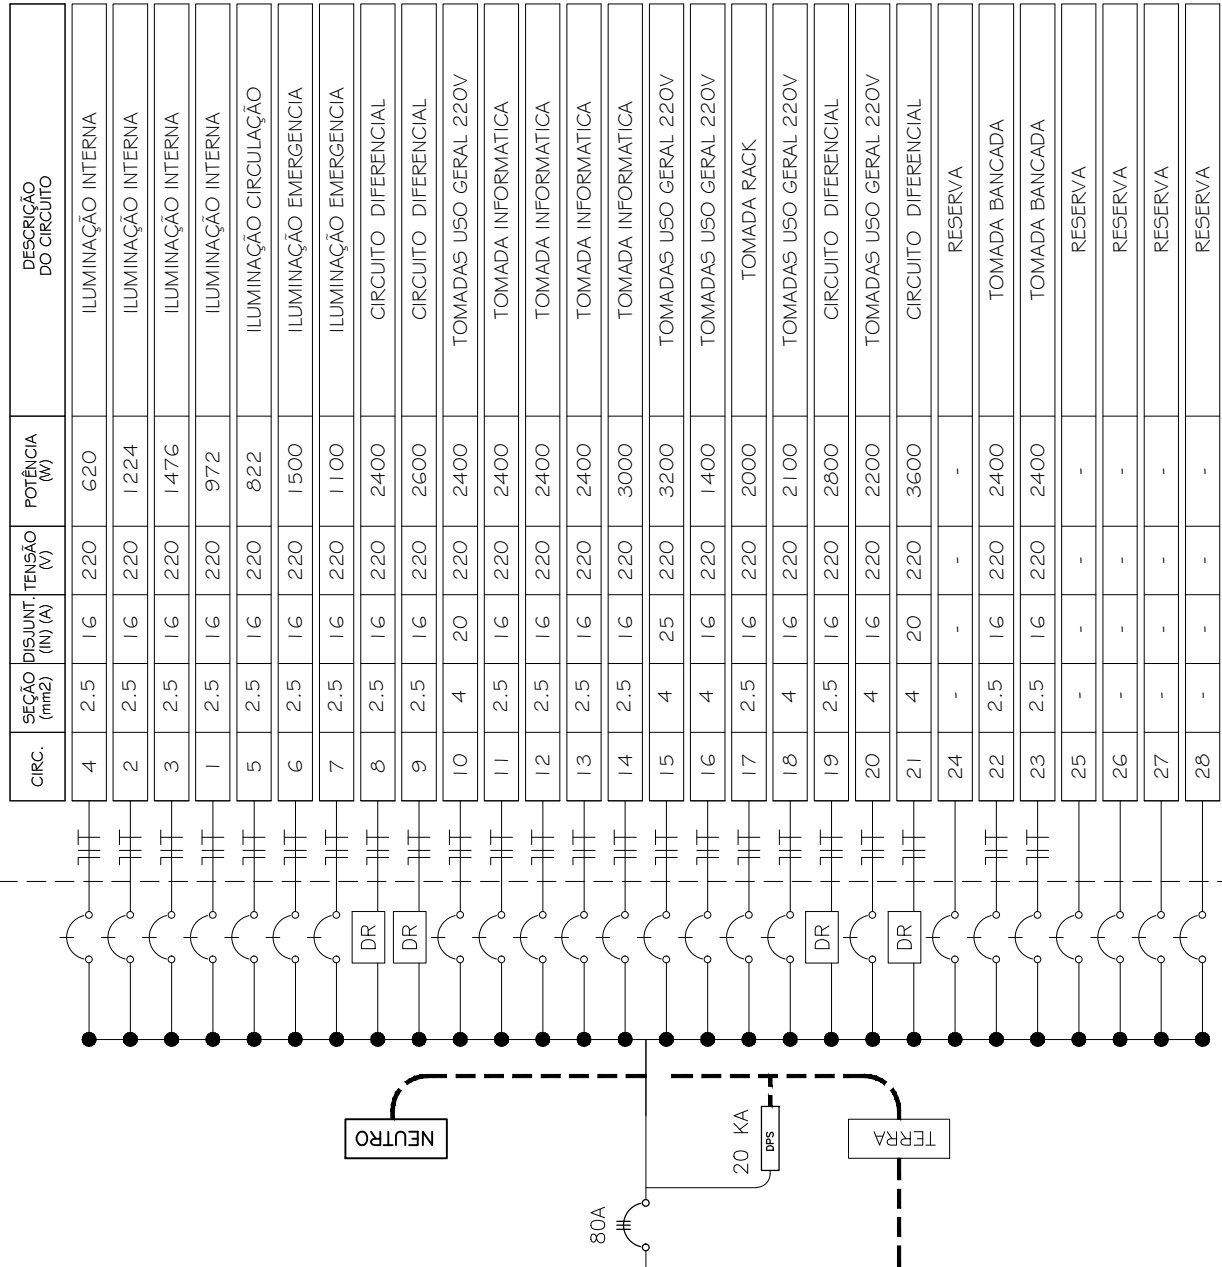 CIRC. SEÇÃO (mm2) DISJUNT. (IN) (A) TENSÃO (V) POTÊNCIA (W) DESCRIÇÃO DO CIRCUITO
4 2.5 16 220 620 ILUMINAÇÃO INTERNA
2 2.5 16 220 1224 ILUMINAÇÃO INTERNA
3 2.5 16 220 1476 ILUMINAÇÃO INTERNA
1 2.5 16 220 972 ILUMINAÇÃO INTERNA
5 2.5 16 220 822 ILUMINAÇÃO CIRCULAÇÃO
6 2.5 16 220 1500 ILUMINAÇÃO EMERGENCIA
7 2.5 16 220 1100 ILUMINAÇÃO EMERGENCIA
DR 8 2.5 16 220 2400 CIRCUITO DIFERENCIAL
DR 9 2.5 16 220 2600 CIRCUITO DIFERENCIAL
10 4 20 220 2400 TOMADAS USO GERAL 220V
11 2.5 16 220 2400 TOMADA INFORMATICA
12 2.5 16 220 2400 TOMADA INFORMATICA
13 2.5 16 220 2400 TOMADA INFORMATICA
14 2.5 16 220 3000 TOMADA INFORMATICA
15 4 25 220 3200 TOMADAS USO GERAL 220V
16 4 16 220 1400 TOMADAS USO GERAL 220V
17 2.5 16 220 2000 TOMADA RACK
18 4 16 220 2100 TOMADAS USO GERAL 220V
DR 19 2.5 16 220 2800 CIRCUITO DIFERENCIAL
20 4 16 220 2200 TOMADAS USO GERAL 220V
DR 21 4 20 220 3600 CIRCUITO DIFERENCIAL
24 - - - - RESERVA
22 2.5 16 220 2400 TOMADA BANCADA
23 2.5 16 220 2400 TOMADA BANCADA
25 - - - - RESERVA
26 - - - - RESERVA
27 - - - - RESERVA
28 - - - - RESERVA
NEUTRO
80A
20 KA
DPS
TERRA